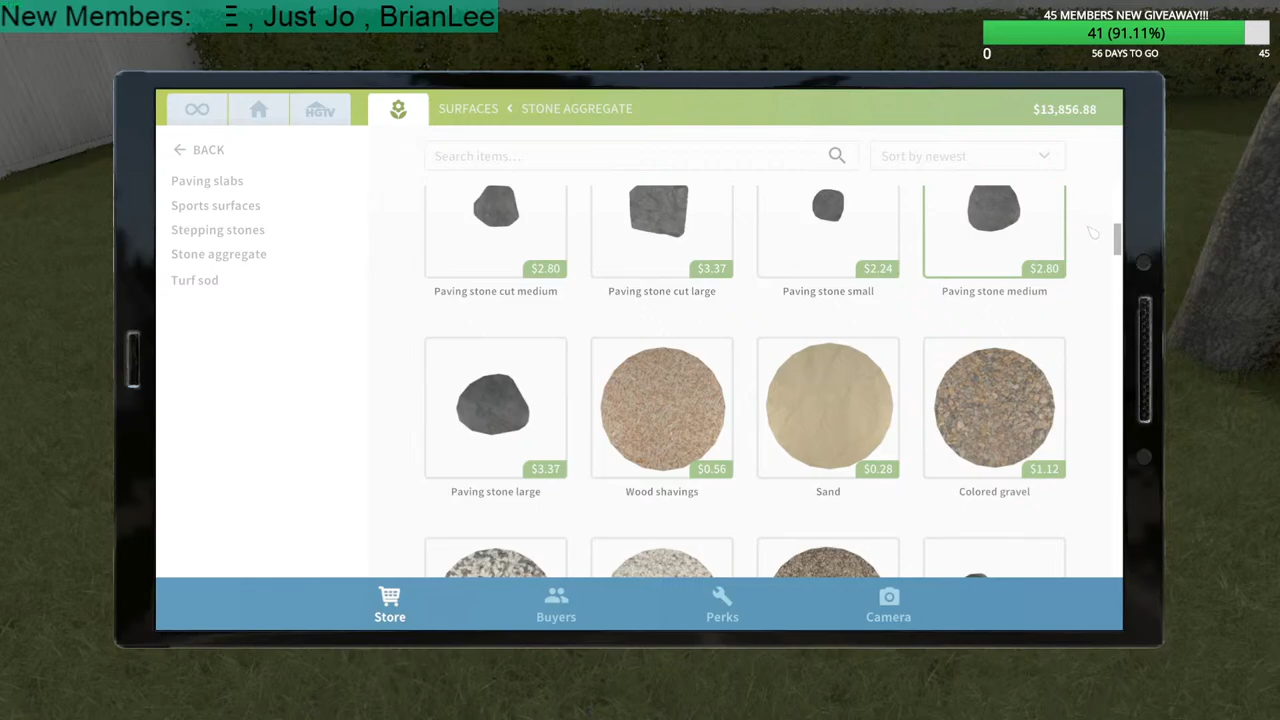 New Members: Ξ , Just Jo , BrianLee
45 MEMBERS NEW GIVEAWAY!!!
41 (91.11%)
0
56 DAYS TO GO
45
HGTV
SURFACES < STONE AGGREGATE
$13,856.88
← BACK
Search items...
Sort by newest
Paving slabs
Sports surfaces
Stepping stones
Stone aggregate
Turf sod
$2.80
$3.37
$2.24
$2.80
Paving stone cut medium
Paving stone cut large
Paving stone small
Paving stone medium
$3.37
$0.56
$0.28
$1.12
Paving stone large
Wood shavings
Sand
Colored gravel
Store
Buyers
Perks
Camera